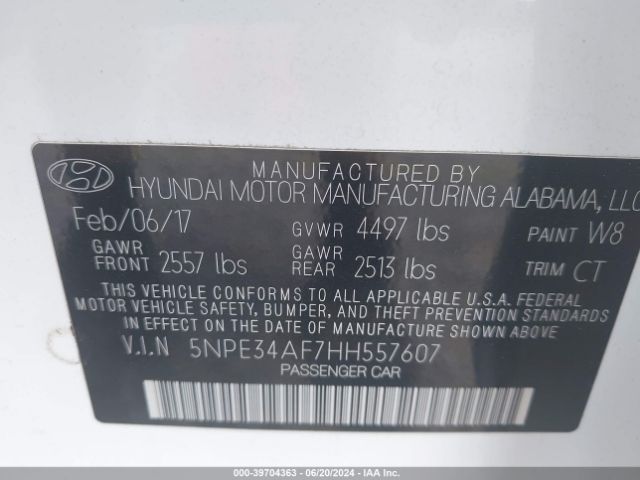 MANUFACTURED BY
HYUNDAI MOTOR MANUFACTURING ALABAMA, LLC
Feb/06/17 GVWR 4497 lbs PAINT W8
GAWR FRONT 2557 lbs GAWR REAR 2513 lbs TRIM CT
THIS VEHICLE CONFORMS TO ALL APPLICABLE U.S.A. FEDERAL
MOTOR VEHICLE SAFETY, BUMPER, AND THEFT PREVENTION STANDARDS
IN EFFECT ON THE DATE OF MANUFACTURE SHOWN ABOVE
V.I.N 5NPE34AF7HH557607
PASSENGER CAR
000-39704363 - 06/20/2024 - IAA Inc.